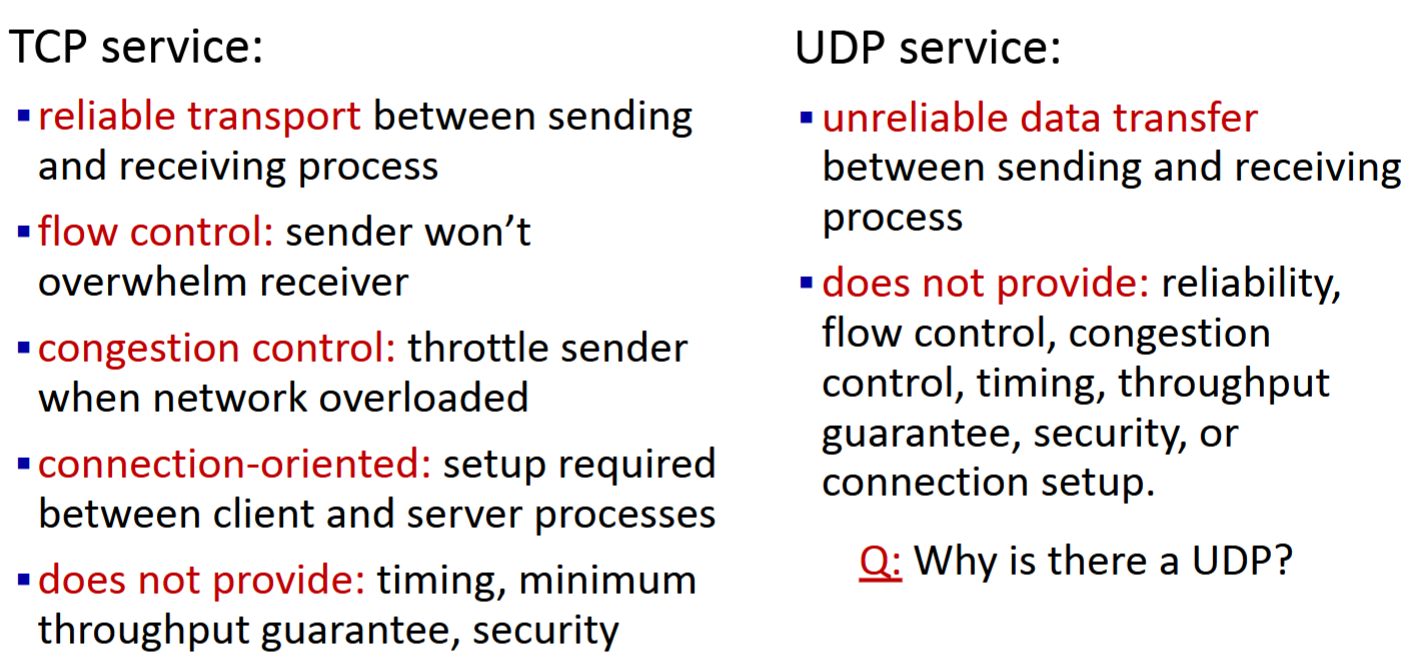 TCP service:
▪ reliable transport between sending
and receiving process
▪ flow control: sender won't
overwhelm receiver
▪ congestion control: throttle sender
when network overloaded
▪ connection-oriented: setup required
between client and server processes
▪ does not provide: timing, minimum
throughput guarantee, security
UDP service:
▪ unreliable data transfer
between sending and receiving
process
▪ does not provide: reliability,
flow control, congestion
control, timing, throughput
guarantee, security, or
connection setup.
Q: Why is there a UDP?